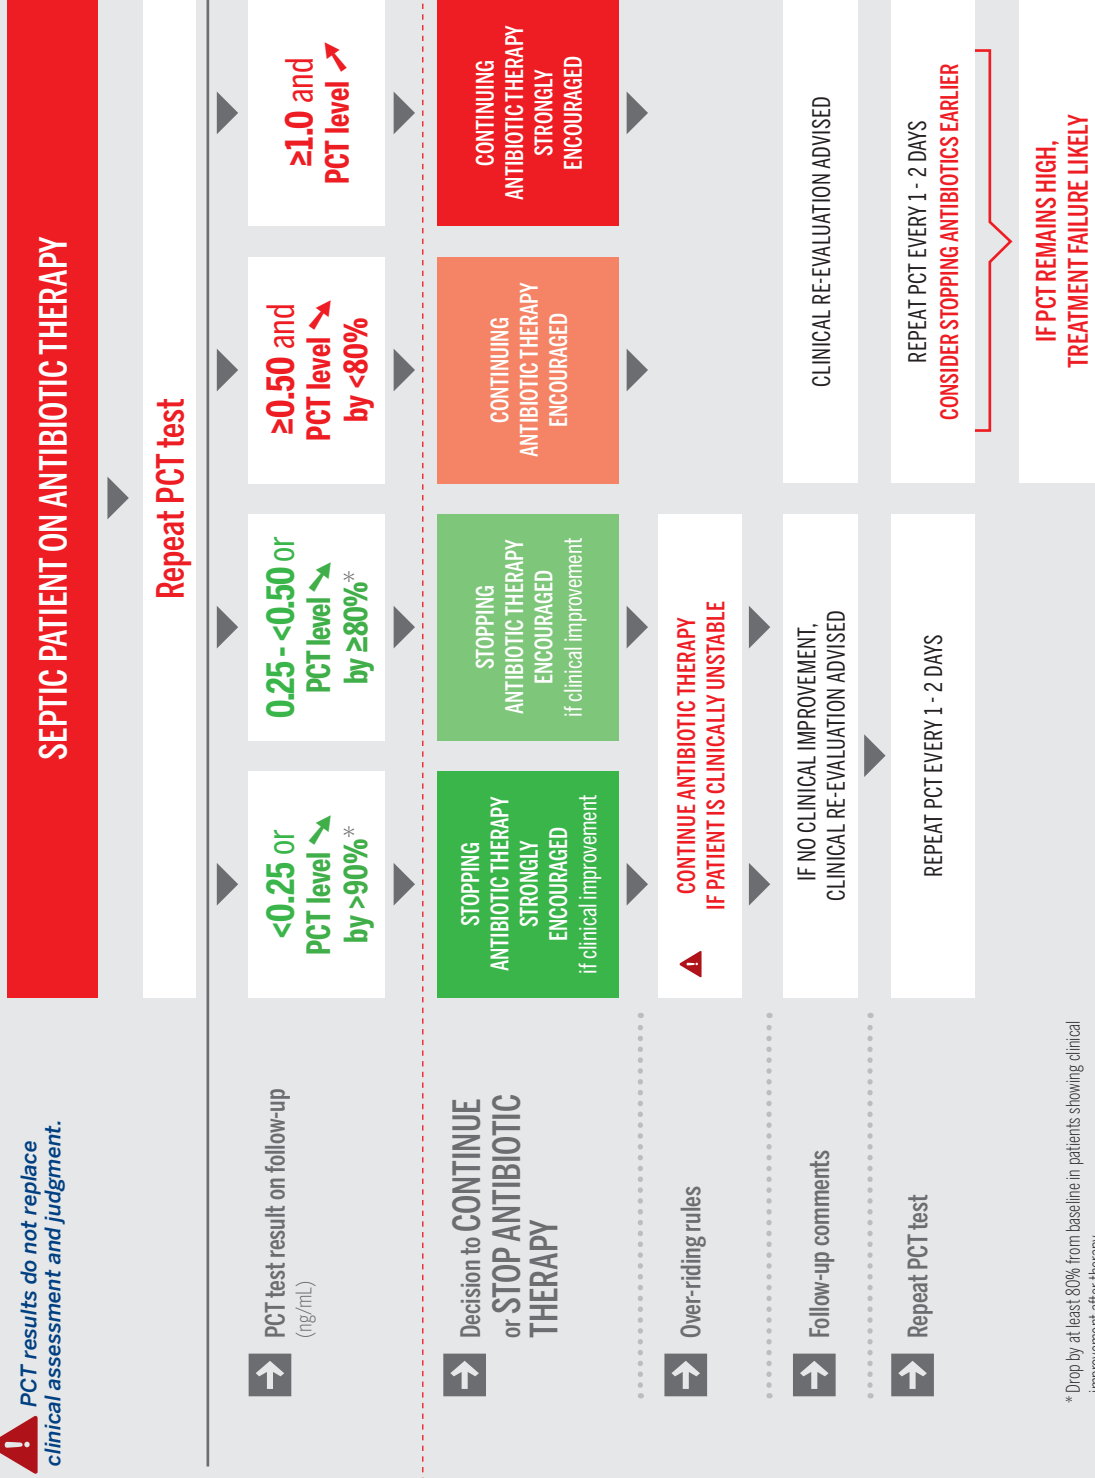 PCT results do not replace
clinical assessment and judgment.
SEPTIC PATIENT ON ANTIBIOTIC THERAPY
Repeat PCT test
PCT test result on follow-up
(ng/mL)
<0.25 or
PCT level ➘
by >90%*
0.25 - <0.50 or
PCT level ➘
by ≥80%*
≥0.50 and
PCT level ➘
by <80%
≥1.0 and
PCT level ➚
Decision to CONTINUE
or STOP ANTIBIOTIC
THERAPY
STOPPING
ANTIBIOTIC THERAPY
STRONGLY
ENCOURAGED
if clinical improvement
STOPPING
ANTIBIOTIC THERAPY
ENCOURAGED
if clinical improvement
CONTINUING
ANTIBIOTIC THERAPY
ENCOURAGED
CONTINUING
ANTIBIOTIC THERAPY
STRONGLY
ENCOURAGED
Over-riding rules
CONTINUE ANTIBIOTIC THERAPY
IF PATIENT IS CLINICALLY UNSTABLE
Follow-up comments
IF NO CLINICAL IMPROVEMENT,
CLINICAL RE-EVALUATION ADVISED
CLINICAL RE-EVALUATION ADVISED
Repeat PCT test
REPEAT PCT EVERY 1 - 2 DAYS
REPEAT PCT EVERY 1 - 2 DAYS
CONSIDER STOPPING ANTIBIOTICS EARLIER
IF PCT REMAINS HIGH,
TREATMENT FAILURE LIKELY
* Drop by at least 80% from baseline in patients showing clinical
improvement after therapy